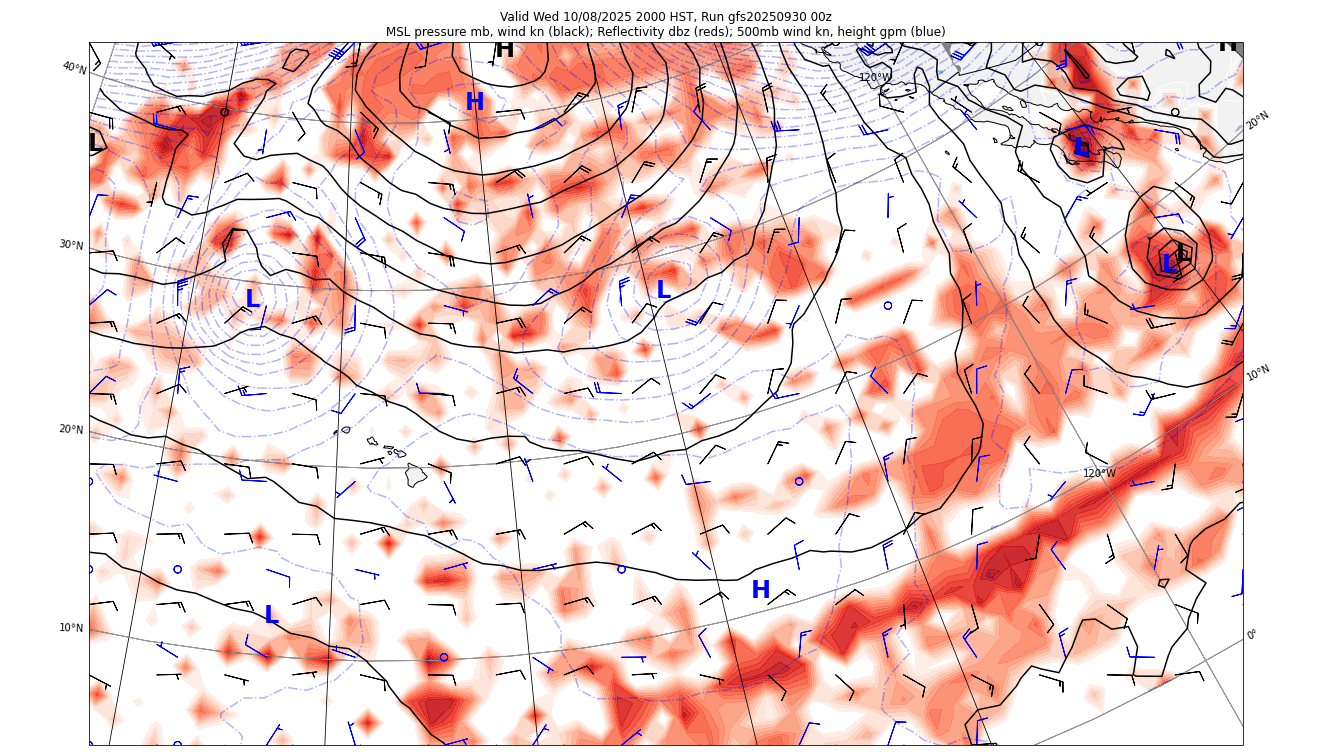 Valid Wed 10/08/2025 2000 HST, Run gfs20250930 00z
MSL pressure mb, wind kn (black); Reflectivity dbz (reds); 500mb wind kn, height gpm (blue)
H
H
40°N
120°W
H
20°N
L
L
30°N
L
L
L
L
10°N
20°N
120°W
H
L
10°N
0°